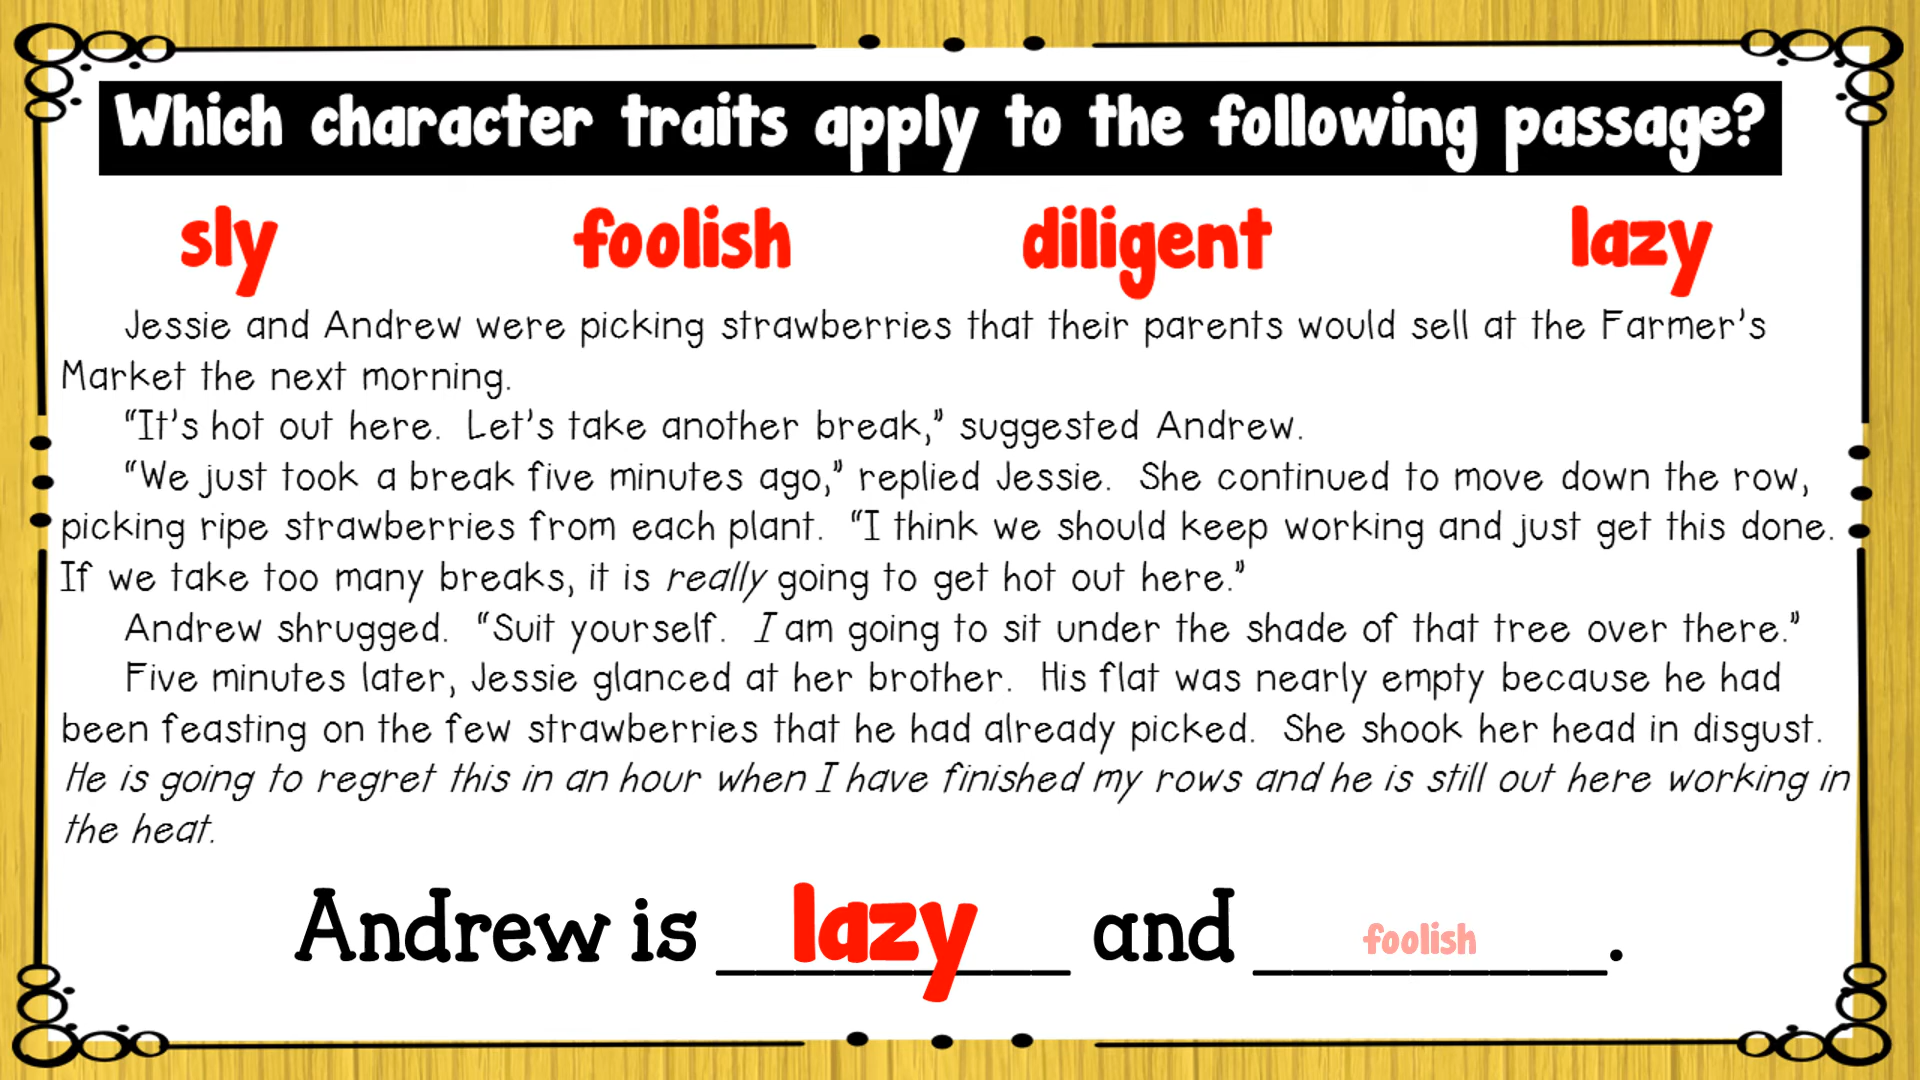 Which character traits apply to the following passage?
sly foolish diligent lazy
Jessie and Andrew were picking strawberries that their parents would sell at the Farmer's
Market the next morning.
"It's hot out here. Let's take another break," suggested Andrew.
"We just took a break five minutes ago," replied Jessie. She continued to move down the row,
picking ripe strawberries from each plant. "I think we should keep working and just get this done.
If we take too many breaks, it is really going to get hot out here."
Andrew shrugged. "Suit yourself. I am going to sit under the shade of that tree over there."
Five minutes later, Jessie glanced at her brother. His flat was nearly empty because he had
been feasting on the few strawberries that he had already picked. She shook her head in disgust.
He is going to regret this in an hour when I have finished my rows and he is still out here working in
the heat.
Andrew is lazy and foolish.